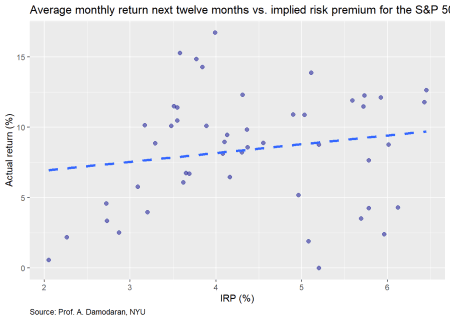 Average monthly return next twelve months vs. implied risk premium for the S&P 50
15
10
5
0
Actual return (%)
2
3
4
5
6
IRP (%)
Source: Prof. A. Damodaran, NYU